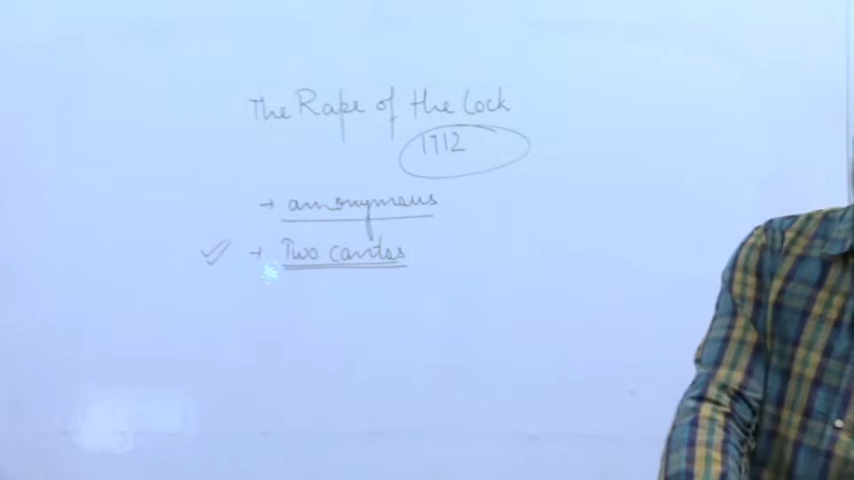 The Rape of the Lock
1712
→ anonymous
✓ → Two cantos